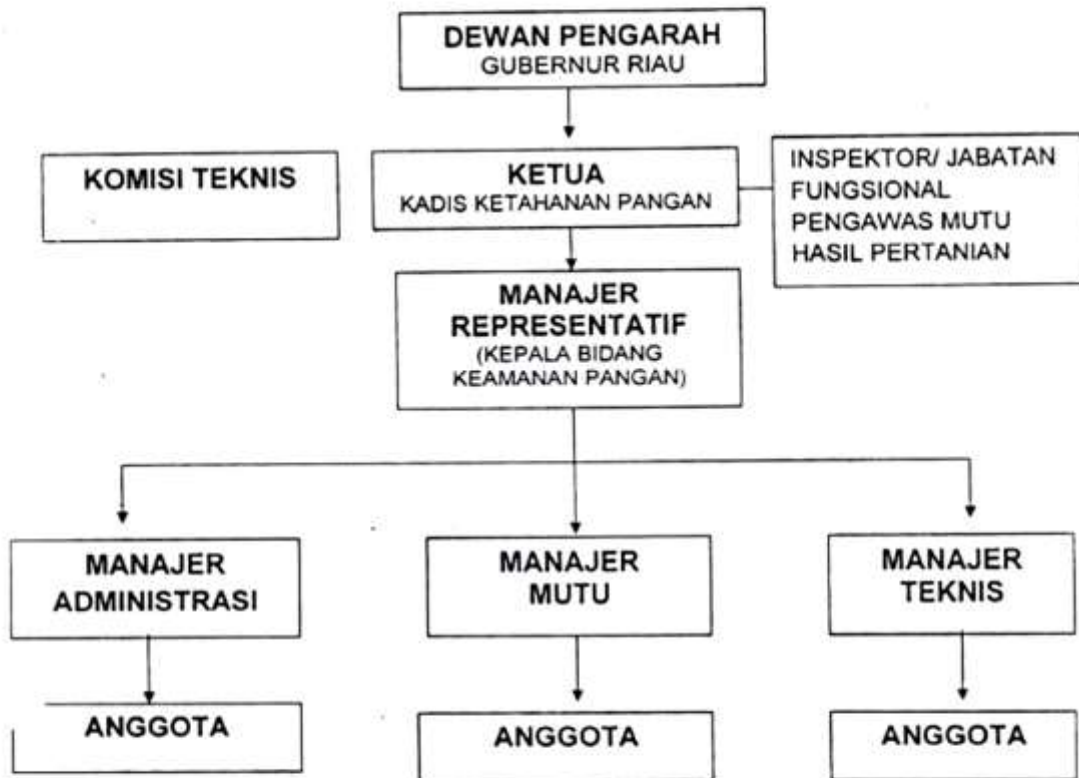 DEWAN PENGARAH
GUBERNUR RIAU
KOMISI TEKNIS
KETUA
KADIS KETAHANAN PANGAN
INSPEKTOR/ JABATAN
FUNGSIONAL
PENGAWAS MUTU
HASIL PERTANIAN
MANAJER
REPRESENTATIF
(KEPALA BIDANG
KEAMANAN PANGAN)
MANAJER
ADMINISTRASI
MANAJER
MUTU
MANAJER
TEKNIS
ANGGOTA
ANGGOTA
ANGGOTA